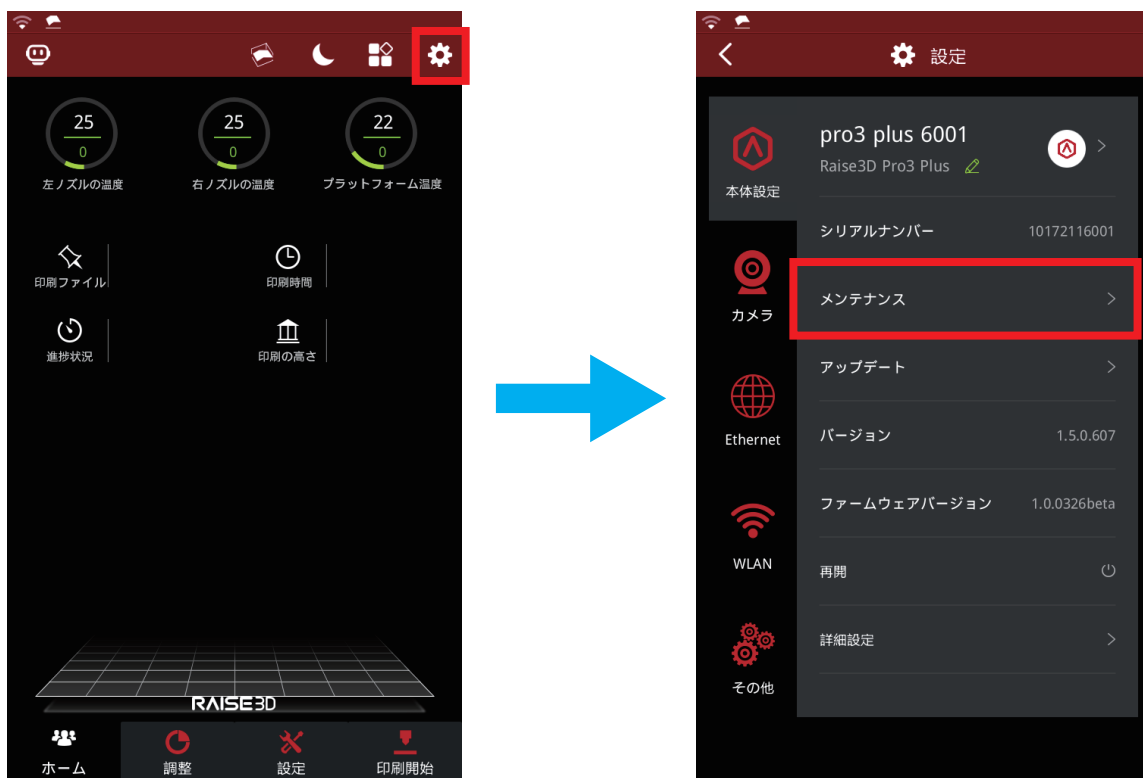 25
0
25
0
22
0
左ノズルの温度
右ノズルの温度
プラットフォーム温度
印刷ファイル
印刷時間
進捗状況
印刷の高さ
RAISE3D
ホーム
調整
設定
印刷開始
設定
本体設定
カメラ
Ethernet
WLAN
その他
pro3 plus 6001
Raise3D Pro3 Plus
シリアルナンバー 10172116001
メンテナンス
アップデート
バージョン 1.5.0.607
ファームウェアバージョン 1.0.0326beta
再開
詳細設定